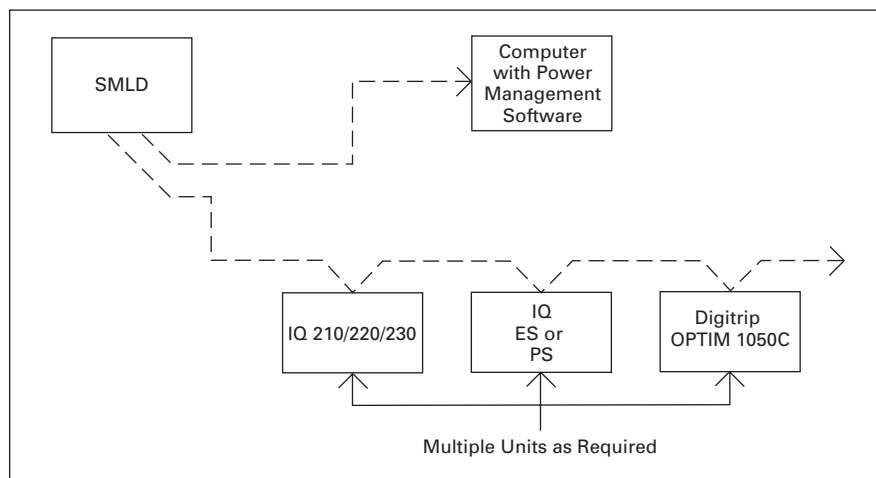 SMLD
Computer
with Power
Management
Software
IQ 210/220/230
IQ
ES or
PS
Digitrip
OPTIM 1050C
Multiple Units as Required